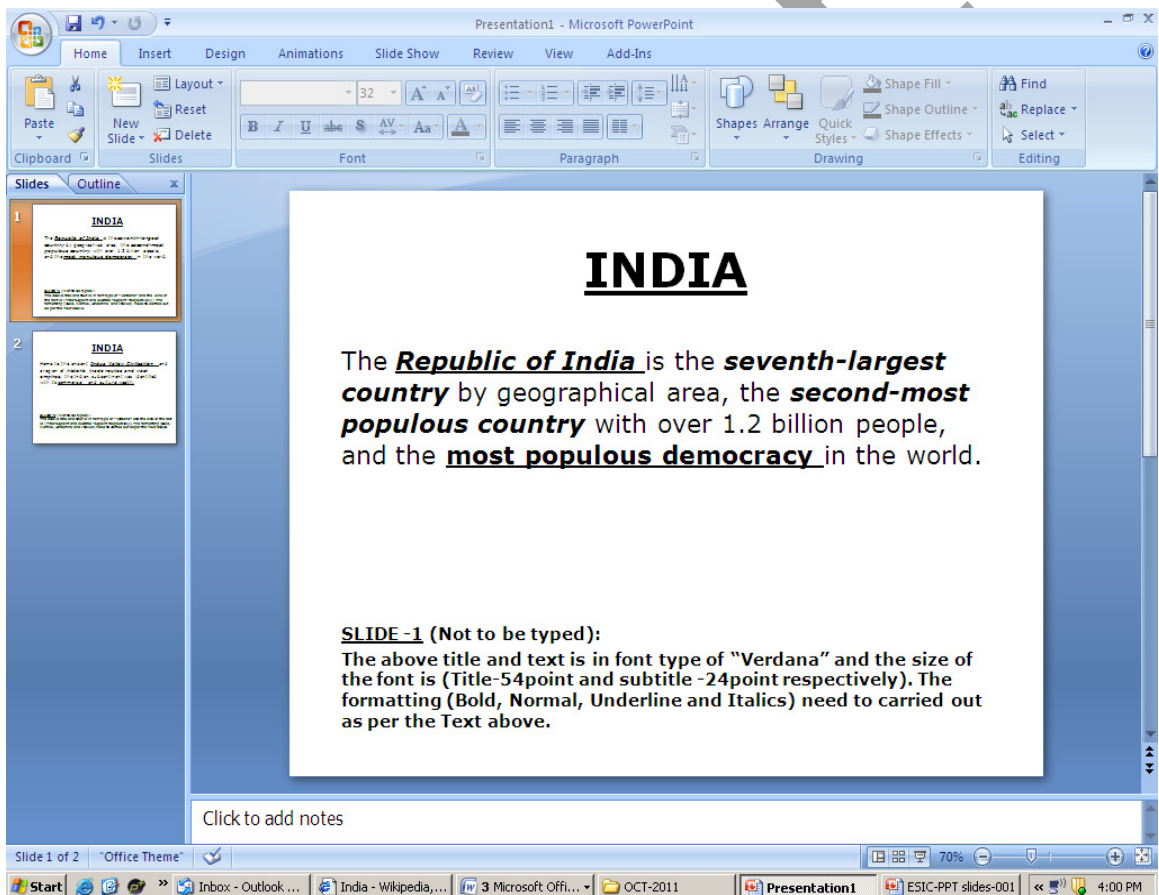 Presentation1 - Microsoft PowerPoint
Home Insert Design Animations Slide Show Review View Add-Ins
Paste
New Slide
Layout
Reset
Delete
32
B I U abe S AV Aa A
Shapes Arrange Quick Styles
Shape Fill
Shape Outline
Shape Effects
Find
Replace
Select
Clipboard Slides Font Paragraph Drawing Editing
Slides Outline x
1
INDIA
2
INDIA
INDIA
The Republic of India is the seventh-largest
country by geographical area, the second-most
populous country with over 1.2 billion people,
and the most populous democracy in the world.
SLIDE -1 (Not to be typed):
The above title and text is in font type of “Verdana” and the size of
the font is (Title-54point and subtitle -24point respectively). The
formatting (Bold, Normal, Underline and Italics) need to carried out
as per the Text above.
Click to add notes
Slide 1 of 2 "Office Theme" 70%
Start » Inbox - Outlook ... India - Wikipedia,... 3 Microsoft Offi... OCT-2011 Presentation1 ESIC-PPT slides-001 « 4:00 PM